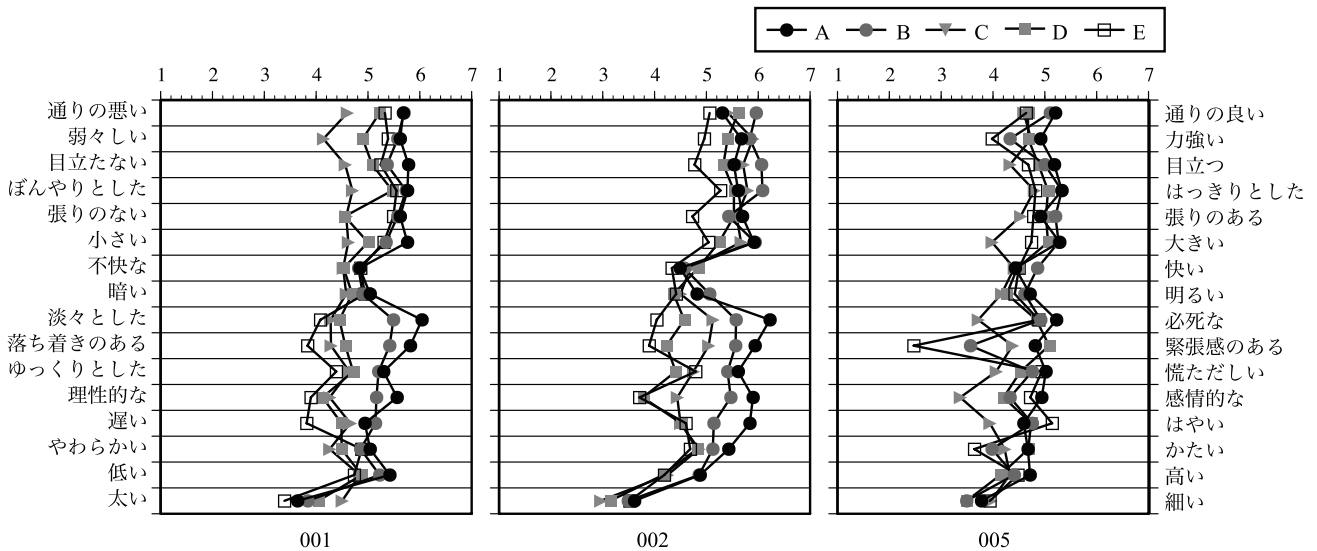 A B C D E
1 2 3 4 5 6 7
1 2 3 4 5 6 7
1 2 3 4 5 6 7
通りの悪い
弱々しい
目立たない
ぼんやりとした
張りのない
小さい
不快な
暗い
淡々とした
落ち着きのある
ゆっくりとした
理性的な
遅い
やわらかい
低い
太い
通りの良い
力強い
目立つ
はっきりとした
張りのある
大きい
快い
明るい
必死な
緊張感のある
慌ただしい
感情的な
はやい
かたい
高い
細い
001
002
005